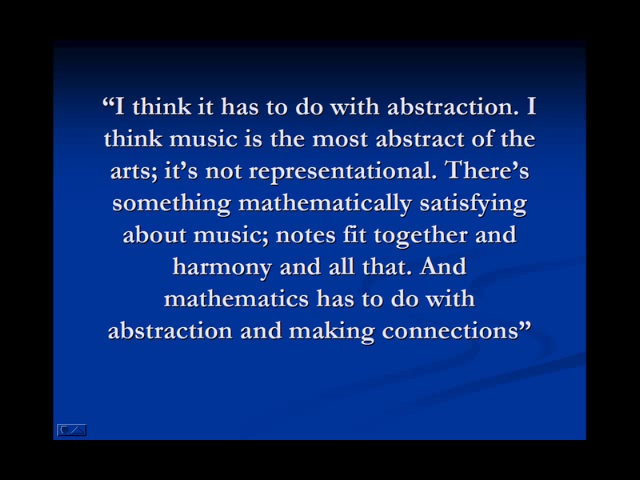 “I think it has to do with abstraction. I
think music is the most abstract of the
arts; it’s not representational. There’s
something mathematically satisfying
about music; notes fit together and
harmony and all that. And
mathematics has to do with
abstraction and making connections”